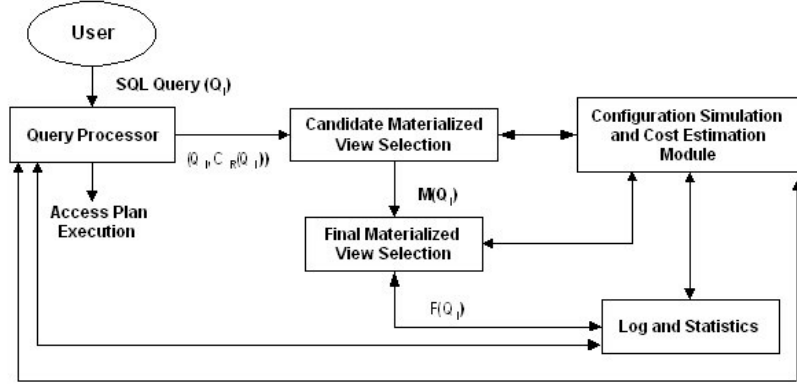 User
SQL Query (Q_I)
Query Processor
Candidate Materialized
View Selection
Configuration Simulation
and Cost Estimation
Module
(Q_I, C_R(Q_I))
M(Q_I)
Access Plan
Execution
Final Materialized
View Selection
F(Q_I)
Log and Statistics